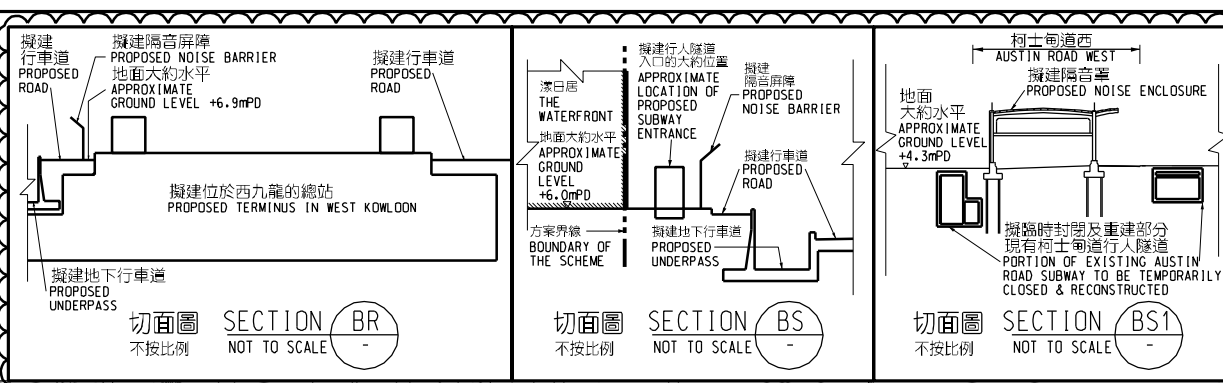 擬建
行車道
PROPOSED
ROAD
擬建隔音屏障
PROPOSED NOISE BARRIER
地面大約水平
APPROXIMATE
GROUND LEVEL +6.9mPD
擬建行車道
PROPOSED
ROAD
擬建位於西九龍的總站
PROPOSED TERMINUS IN WEST KOWLOON
擬建地下行車道
PROPOSED
UNDERPASS
切面圖 SECTION BR
不按比例 NOT TO SCALE -
擬建行人隧道
入口的大約位置
APPROXIMATE
LOCATION OF
PROPOSED
SUBWAY
ENTRANCE
漾日居
THE
WATERFRONT
地面大約水平
APPROXIMATE
GROUND
LEVEL
+6.0mPD
擬建
隔音屏障
PROPOSED
NOISE BARRIER
擬建行車道
PROPOSED
ROAD
方案界線
BOUNDARY OF
THE SCHEME
擬建地下行車道
PROPOSED
UNDERPASS
切面圖 SECTION BS
不按比例 NOT TO SCALE -
柯士甸道西
AUSTIN ROAD WEST
擬建隔音罩
PROPOSED NOISE ENCLOSURE
地面
大約水平
APPROXIMATE
GROUND LEVEL
+4.3mPD
擬臨時封閉及重建部分
現有柯士甸道行人隧道
PORTION OF EXISTING AUSTIN
ROAD SUBWAY TO BE TEMPORARILY
CLOSED & RECONSTRUCTED
切面圖 SECTION BS1
不按比例 NOT TO SCALE -